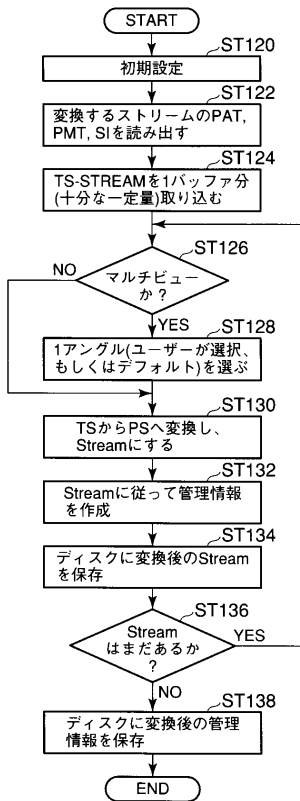 START
ST120
初期設定
ST122
変換するストリームのPAT,
PMT, SIを読み出す
ST124
TS-STREAMを1バッファ分
(十分な一定量)取り込む
ST126
NO
マルチビュー
か?
YES
ST128
1アングル(ユーザーが選択、
もしくはデフォルト)を選ぶ
ST130
TSからPSへ変換し、
Streamにする
ST132
Streamに従って管理情報
を作成
ST134
ディスクに変換後のStream
を保存
ST136
Stream
はまだあるか
?
YES
NO
ST138
ディスクに変換後の管理
情報を保存
END